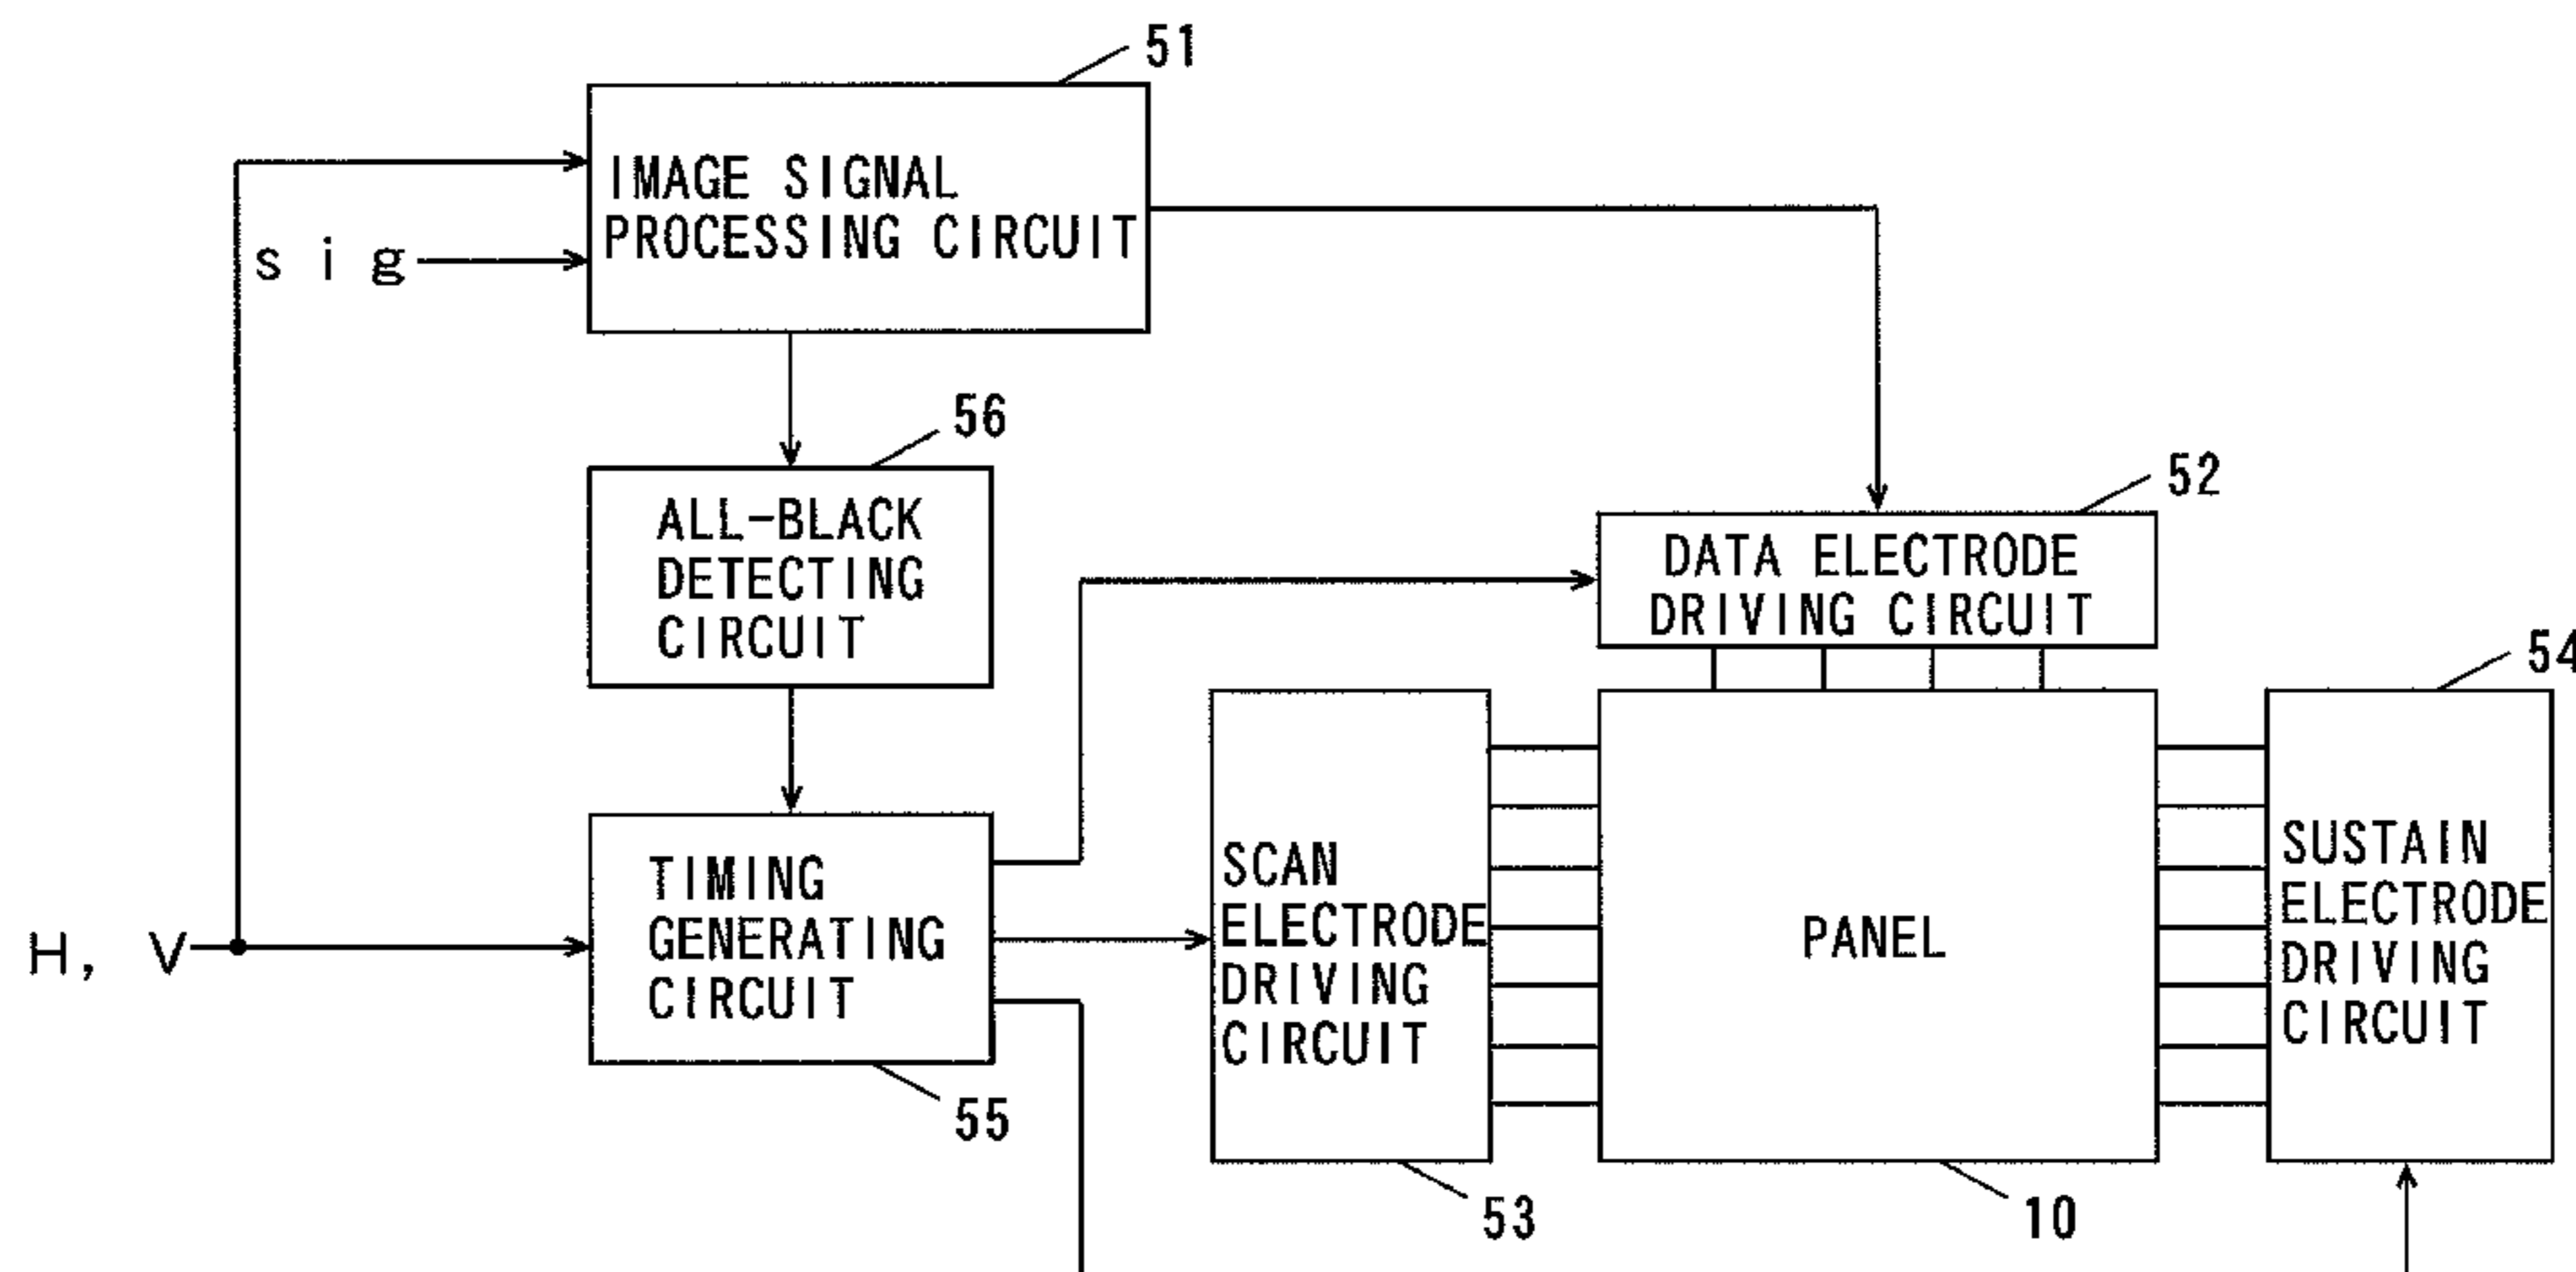 51
IMAGE SIGNAL
PROCESSING CIRCUIT
sig
56
ALL-BLACK
DETECTING
CIRCUIT
52
DATA ELECTRODE
DRIVING CIRCUIT
54
TIMING
GENERATING
CIRCUIT
H, V
55
SCAN
ELECTRODE
DRIVING
CIRCUIT
53
PANEL
10
SUSTAIN
ELECTRODE
DRIVING
CIRCUIT